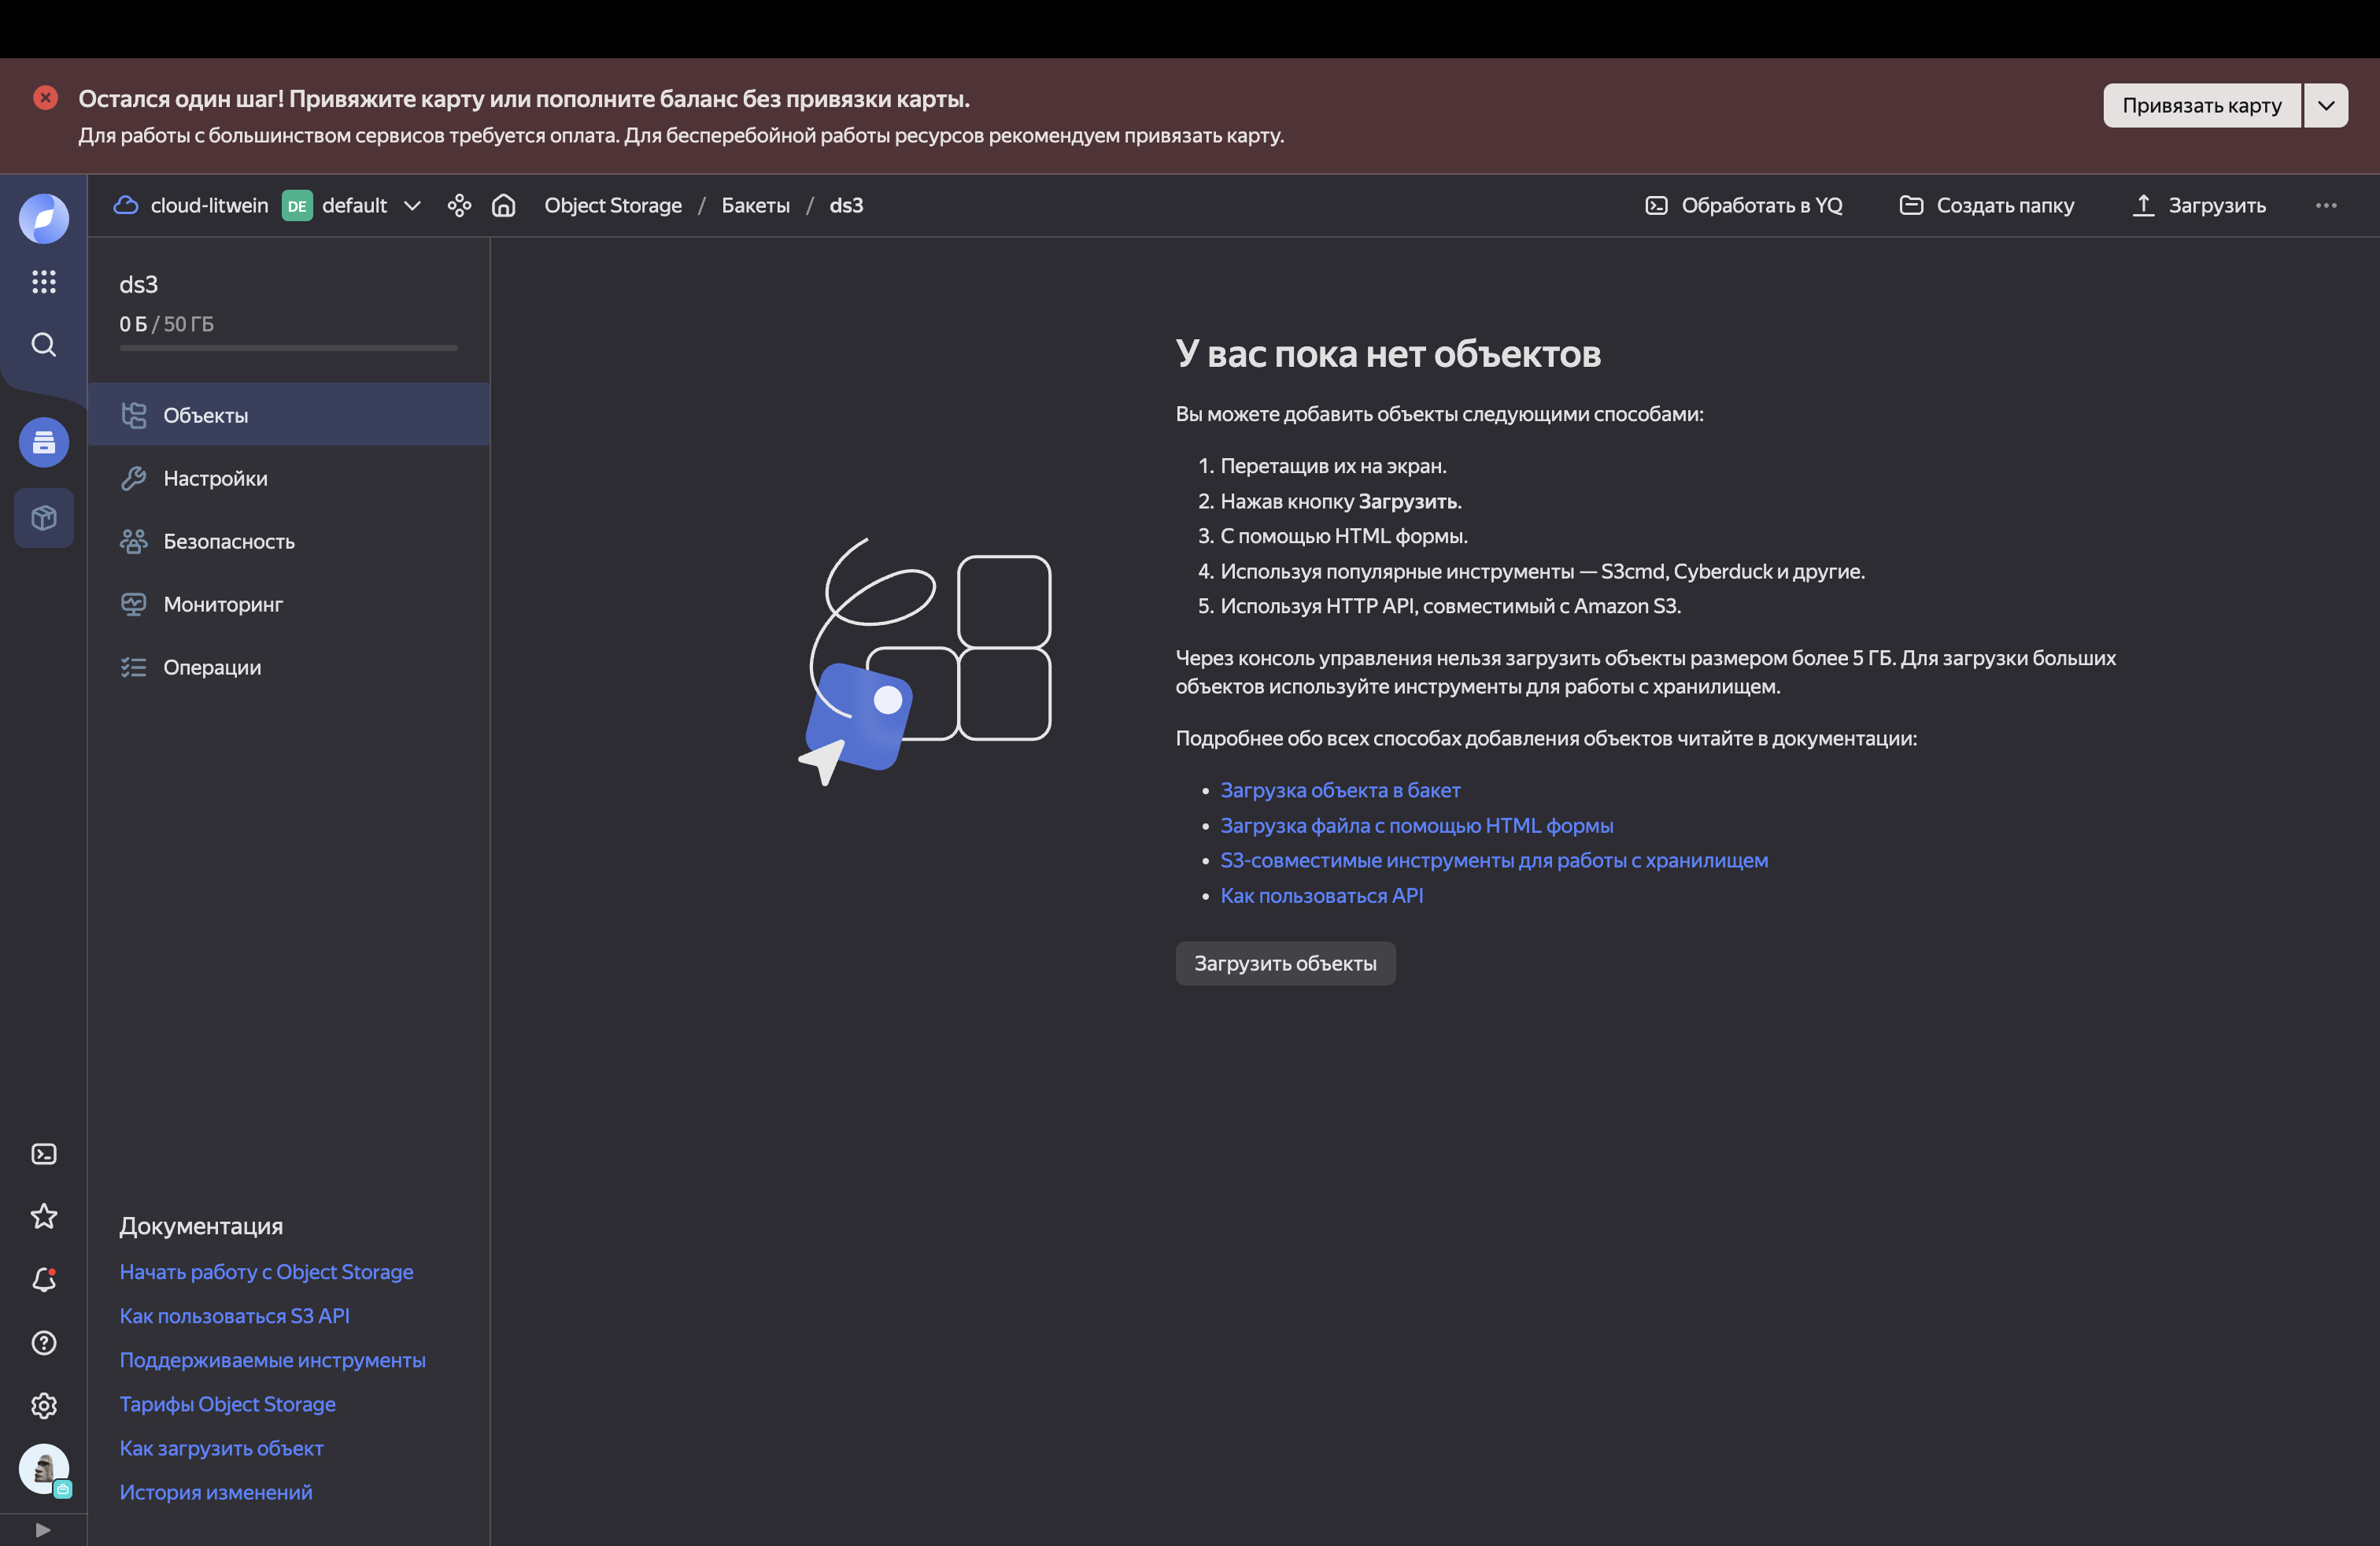 Остался один шаг! Привяжите карту или пополните баланс без привязки карты.
Для работы с большинством сервисов требуется оплата. Для бесперебойной работы ресурсов рекомендуем привязать карту.
Привязать карту
cloud-litwein DE default Object Storage / Бакеты / ds3
Обработать в YQ
Создать папку
Загрузить
ds3
0 Б / 50 ГБ
Объекты
Настройки
Безопасность
Мониторинг
Операции
У вас пока нет объектов
Вы можете добавить объекты следующими способами:
1. Перетащив их на экран.
2. Нажав кнопку Загрузить.
3. С помощью HTML формы.
4. Используя популярные инструменты — S3cmd, Cyberduck и другие.
5. Используя HTTP API, совместимый с Amazon S3.
Через консоль управления нельзя загрузить объекты размером более 5 ГБ. Для загрузки больших
объектов используйте инструменты для работы с хранилищем.
Подробнее обо всех способах добавления объектов читайте в документации:
• Загрузка объекта в бакет
• Загрузка файла с помощью HTML формы
• S3-совместимые инструменты для работы с хранилищем
• Как пользоваться API
Загрузить объекты
Документация
Начать работу с Object Storage
Как пользоваться S3 API
Поддерживаемые инструменты
Тарифы Object Storage
Как загрузить объект
История изменений